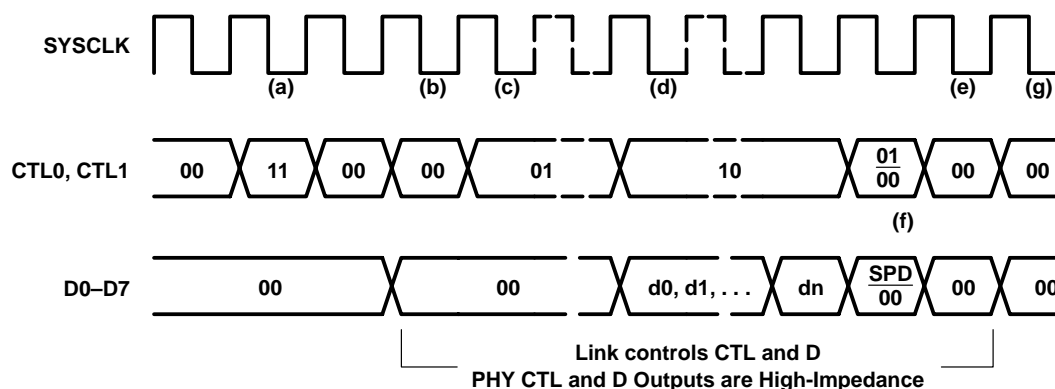 SYSCLK
(a) (b) (c) (d) (e) (g)
CTL0, CTL1 00 11 00 00 01 10 01 00 00
00
(f)
D0–D7 00 00 d0, d1, . . . dn SPD 00 00
00
Link controls CTL and D
PHY CTL and D Outputs are High-Impedance